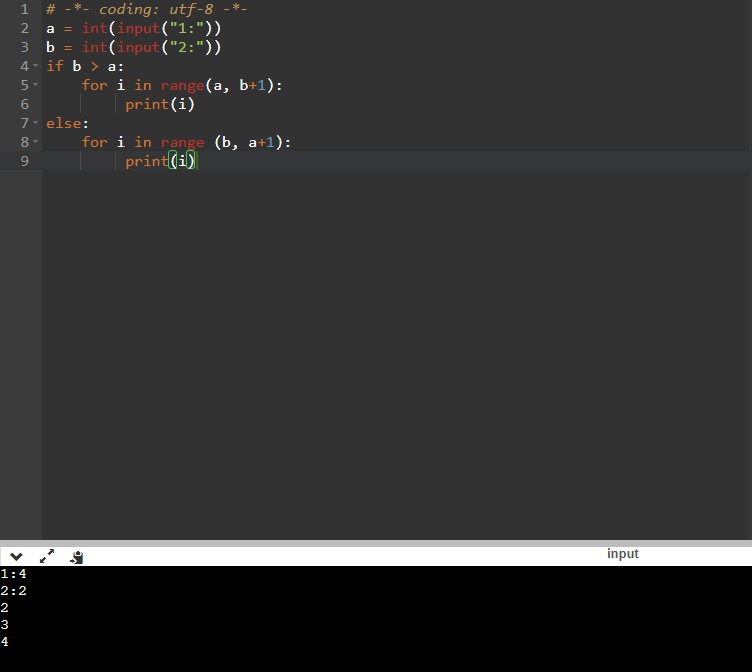 1 # -*- coding: utf-8 -*-
2 a = int(input("1:"))
3 b = int(input("2:"))
4 if b > a:
5     for i in range(a, b+1):
6          print(i)
7 else:
8     for i in range (b, a+1):
9          print(i)
input
1:4
2:2
2
3
4